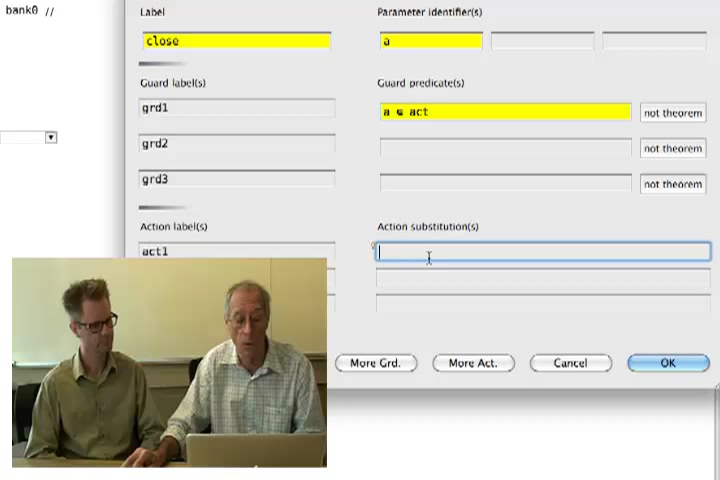 bank0 //
Label
Parameter identifier(s)
close
a
Guard label(s)
Guard predicate(s)
grd1
a ∈ act
not theorem
grd2
not theorem
grd3
not theorem
Action label(s)
Action substitution(s)
act1
More Grd.
More Act.
Cancel
OK